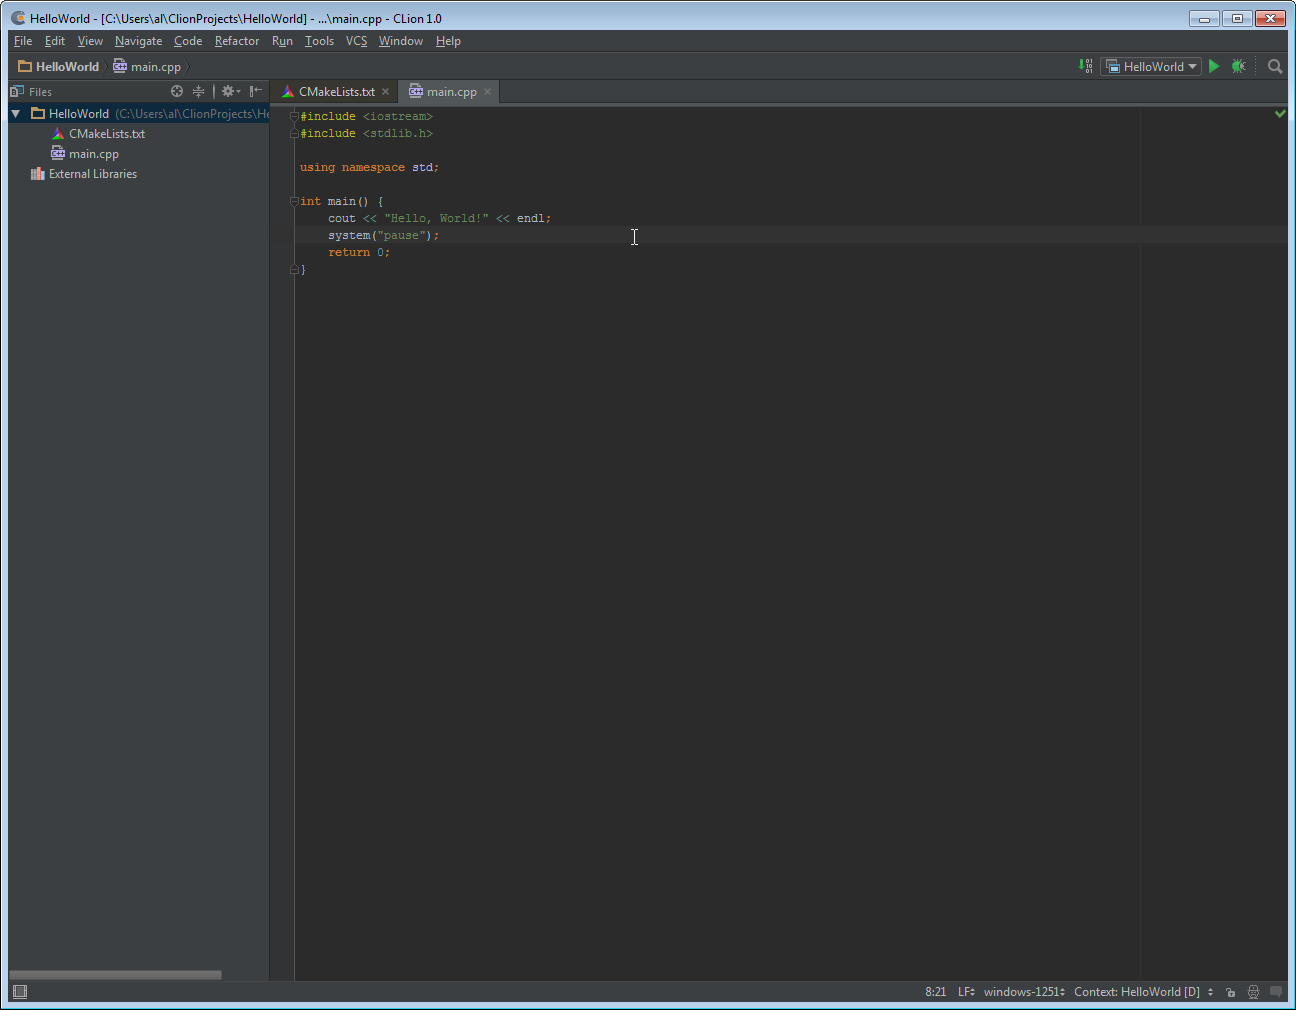 HelloWorld - [C:\Users\al\ClionProjects\HelloWorld] - ...\main.cpp - CLion 1.0
File Edit View Navigate Code Refactor Run Tools VCS Window Help
HelloWorld main.cpp HelloWorld
Files CMakeLists.txt main.cpp
HelloWorld (C:\Users\al\ClionProjects\He
CMakeLists.txt
main.cpp
External Libraries
#include <iostream>
#include <stdlib.h>
using namespace std;
int main() {
cout << "Hello, World!" << endl;
system("pause");
return 0;
}
8:21 LF windows-1251 Context: HelloWorld [D]